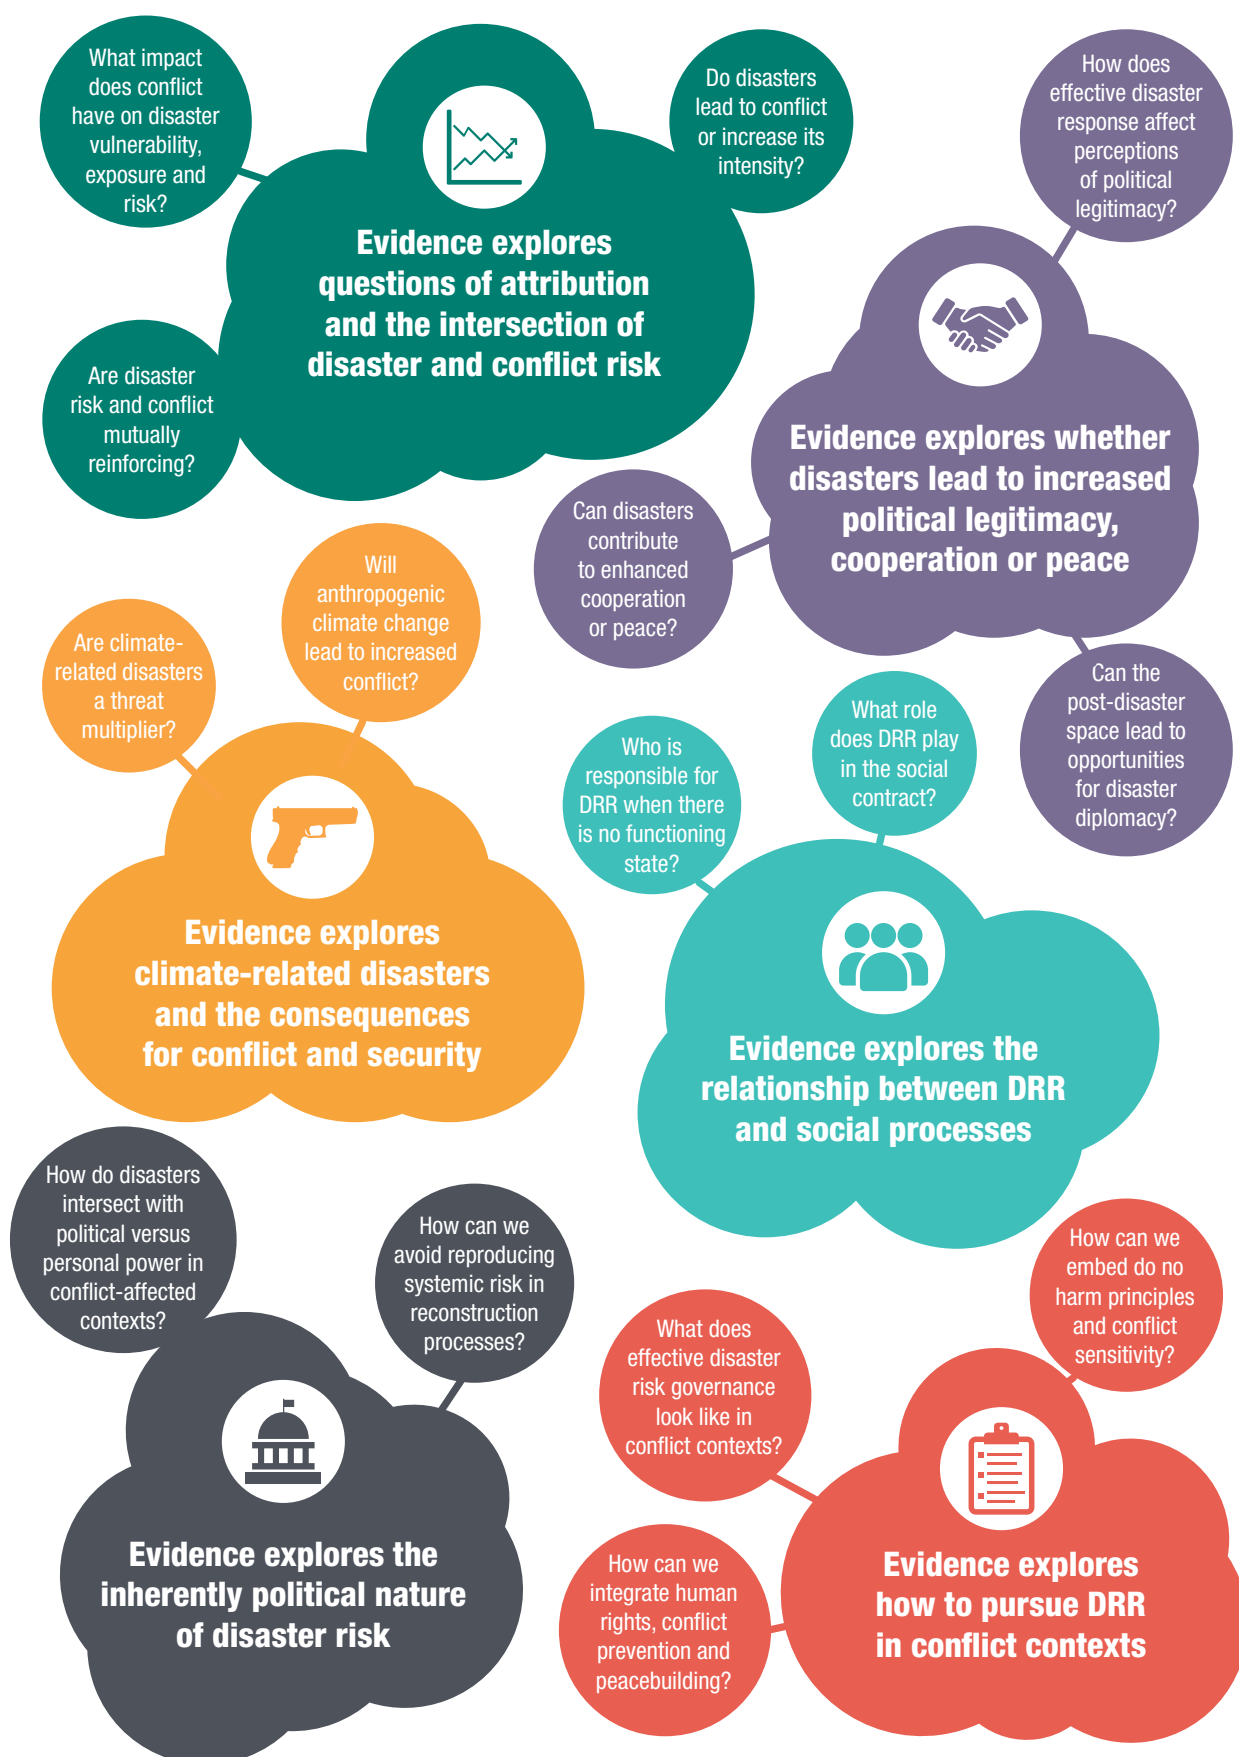 What impact
does conflict
have on disaster
vulnerability,
exposure and
risk?
Do disasters
lead to conflict
or increase its
intensity?
Evidence explores
questions of attribution
and the intersection of
disaster and conflict risk
Are disaster
risk and conflict
mutually
reinforcing?
How does
effective disaster
response affect
perceptions
of political
legitimacy?
Evidence explores whether
disasters lead to increased
political legitimacy,
cooperation or peace
Can disasters
contribute
to enhanced
cooperation
or peace?
Can the
post-disaster
space lead to
opportunities
for disaster
diplomacy?
Will
anthropogenic
climate change
lead to increased
conflict?
Are climate-
related disasters
a threat
multiplier?
Evidence explores
climate-related disasters
and the consequences
for conflict and security
Who is
responsible for
DRR when there
is no functioning
state?
What role
does DRR play
in the social
contract?
Evidence explores the
relationship between DRR
and social processes
How do disasters
intersect with
political versus
personal power in
conflict-affected
contexts?
How can we
avoid reproducing
systemic risk in
reconstruction
processes?
Evidence explores the
inherently political nature
of disaster risk
How can we
embed do no
harm principles
and conflict
sensitivity?
What does
effective disaster
risk governance
look like in
conflict contexts?
How can we
integrate human
rights, conflict
prevention and
peacebuilding?
Evidence explores
how to pursue DRR
in conflict contexts